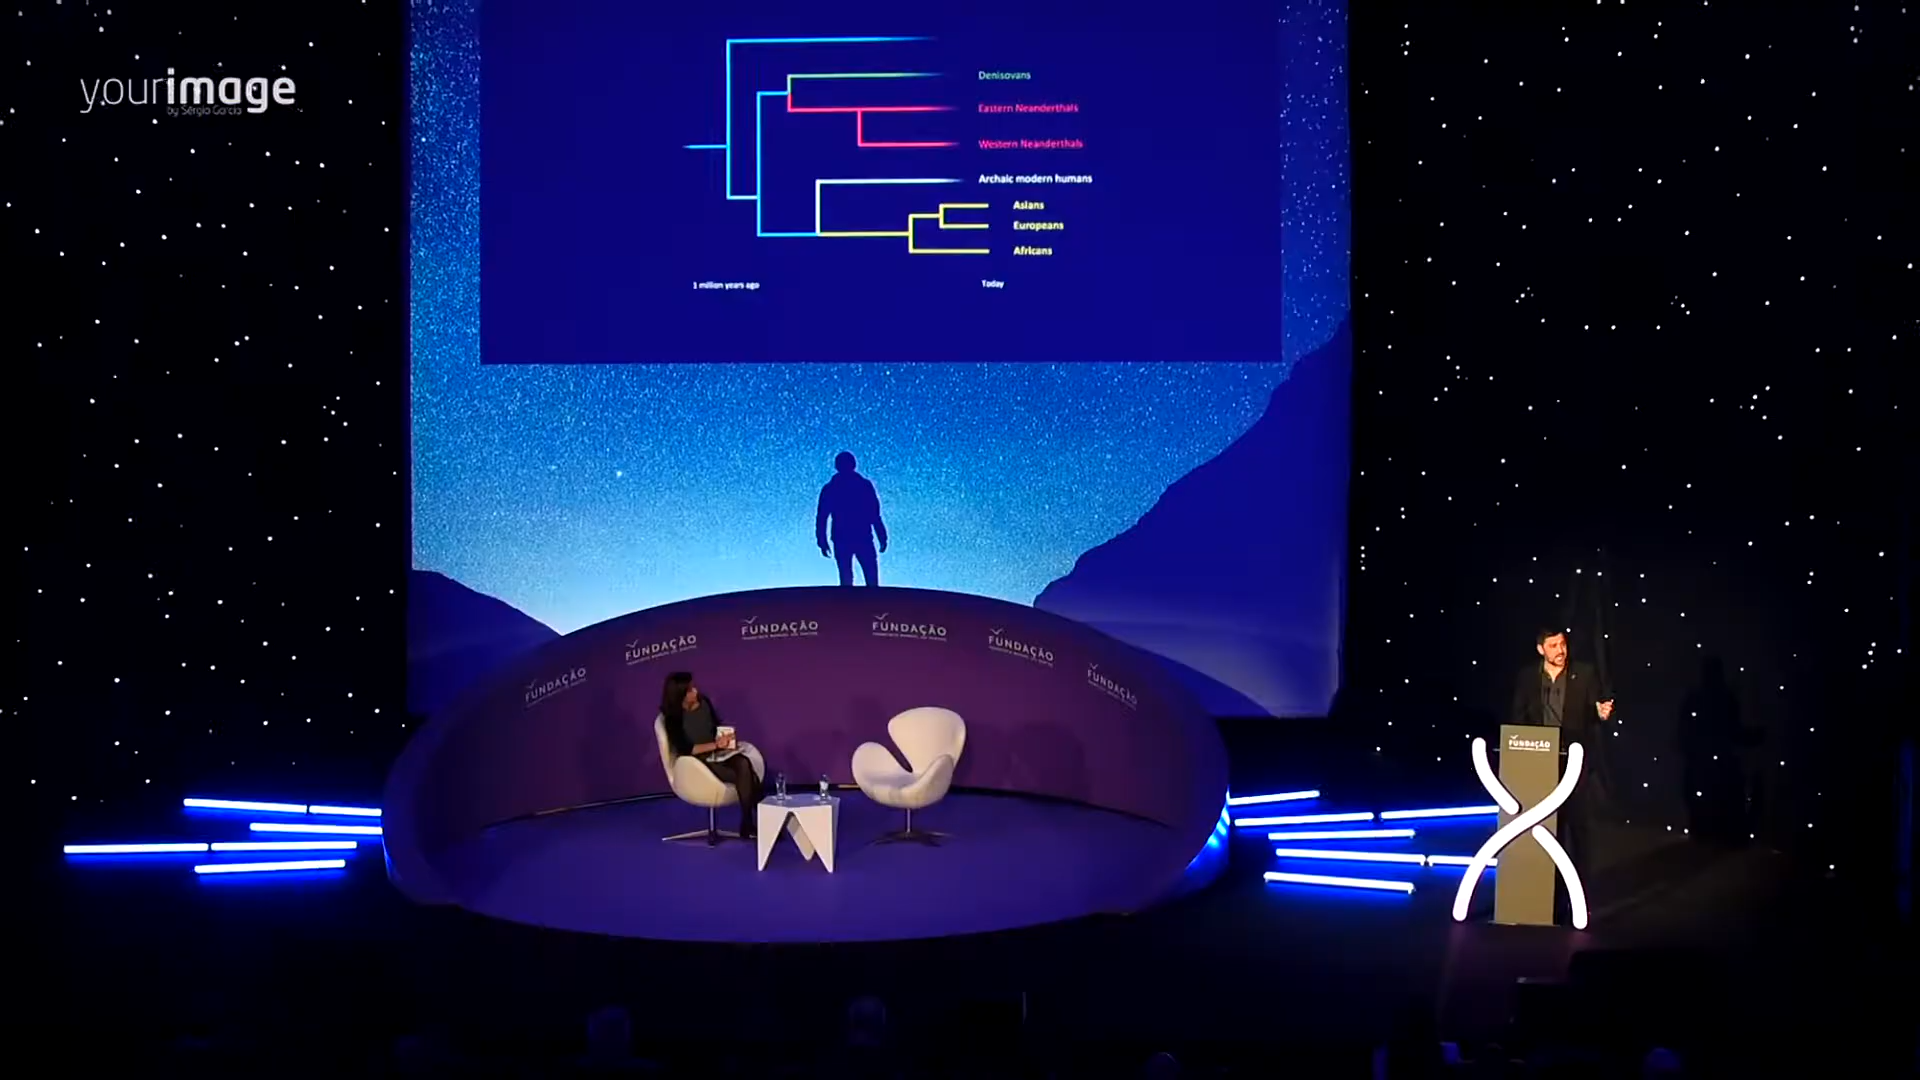 yourimage
by Sérgio Garcia
Denisovans
Eastern Neanderthals
Western Neanderthals
Archaic modern humans
Asians
Europeans
Africans
1 million years ago
Today
FUNDAÇÃO
FUNDAÇÃO
FUNDAÇÃO
FUNDAÇÃO
FUNDAÇÃO
FUNDAÇÃO
FUNDAÇÃO